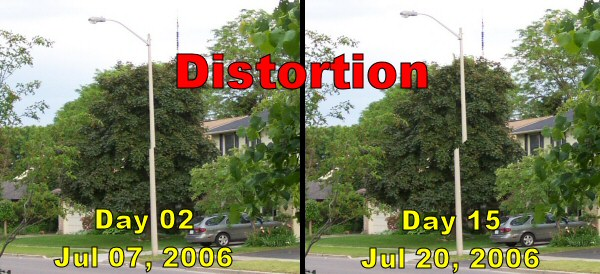 Distortion
Day 02
Jul 07, 2006
Day 15
Jul 20, 2006